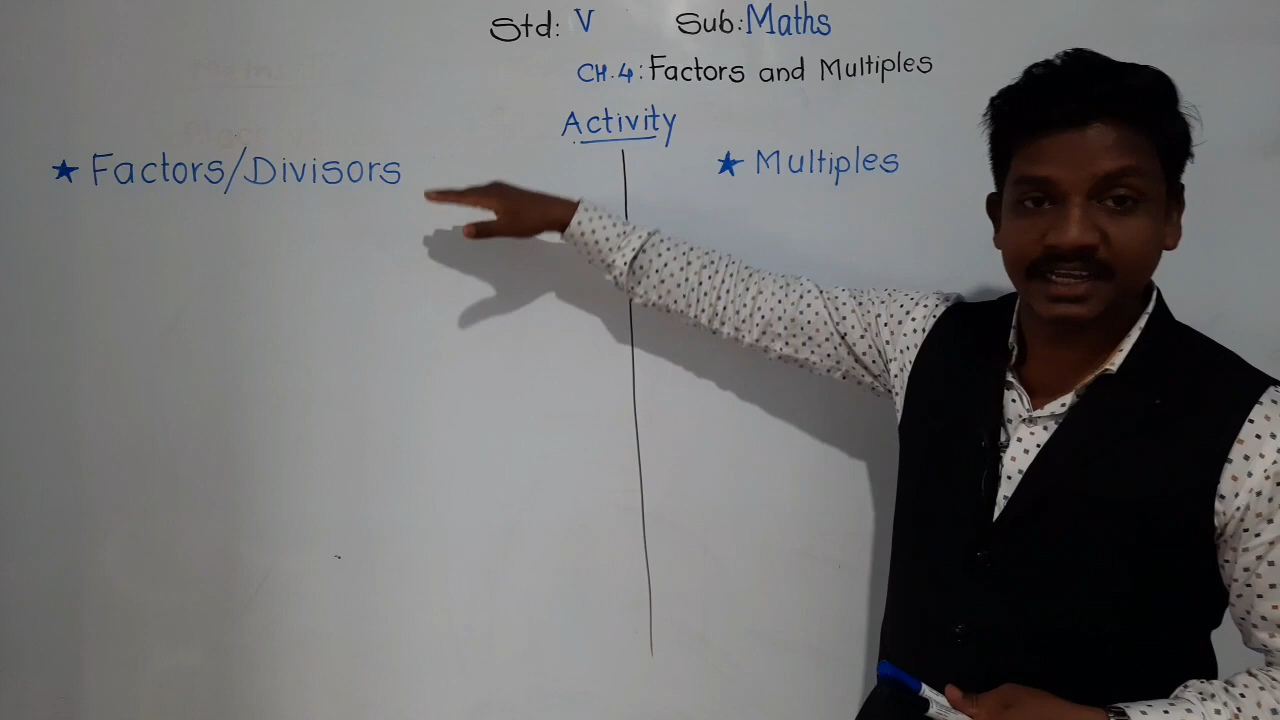 Std: V Sub: Maths
CH.4: Factors and Multiples
Activity
★ Factors/Divisors
★ Multiples